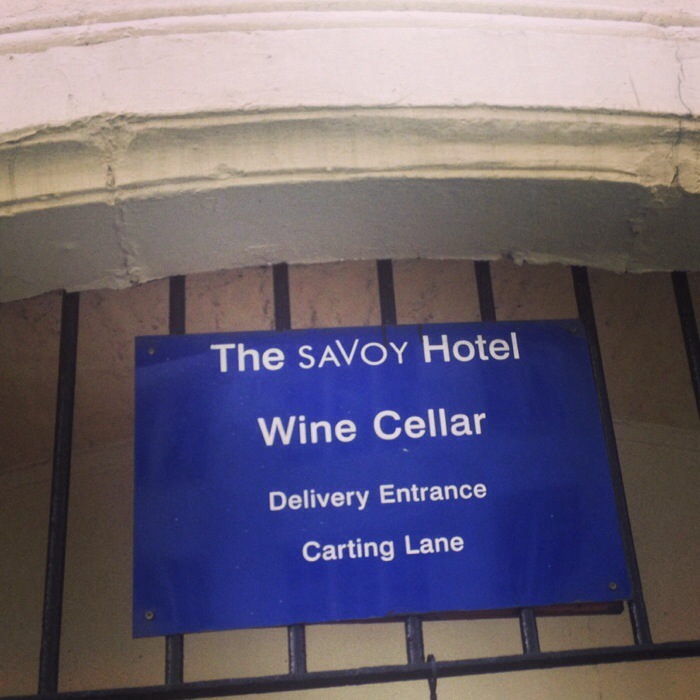 The SAVOY Hotel
Wine Cellar
Delivery Entrance
Carting Lane